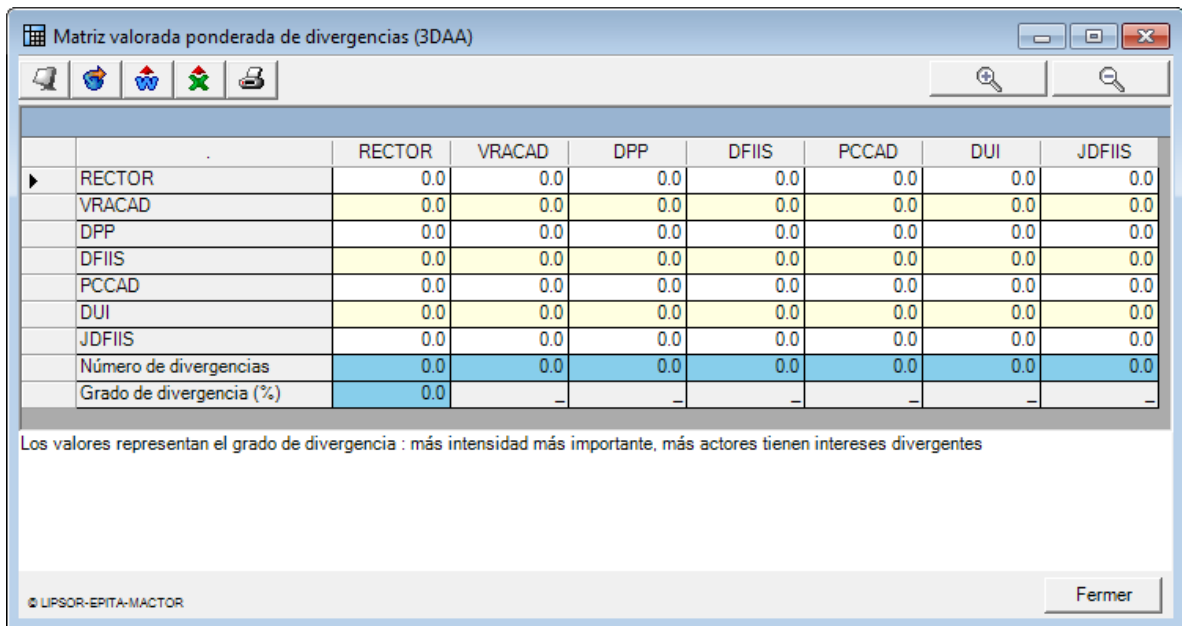 Matriz valorada ponderada de divergencias (3DAA)
. RECTOR VRACAD DPP DFIIS PCCAD DUI JDFIIS
RECTOR 0.0 0.0 0.0 0.0 0.0 0.0 0.0
VRACAD 0.0 0.0 0.0 0.0 0.0 0.0 0.0
DPP 0.0 0.0 0.0 0.0 0.0 0.0 0.0
DFIIS 0.0 0.0 0.0 0.0 0.0 0.0 0.0
PCCAD 0.0 0.0 0.0 0.0 0.0 0.0 0.0
DUI 0.0 0.0 0.0 0.0 0.0 0.0 0.0
JDFIIS 0.0 0.0 0.0 0.0 0.0 0.0 0.0
Número de divergencias 0.0 0.0 0.0 0.0 0.0 0.0 0.0
Grado de divergencia (%) 0.0 _ _ _ _ _ _
Los valores representan el grado de divergencia : más intensidad más importante, más actores tienen intereses divergentes
© LIPSOR-EPITA-MACTOR
Fermer